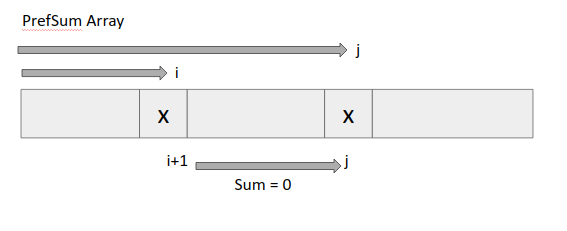 PrefSum Array
j
i
X X
i+1 j
Sum = 0